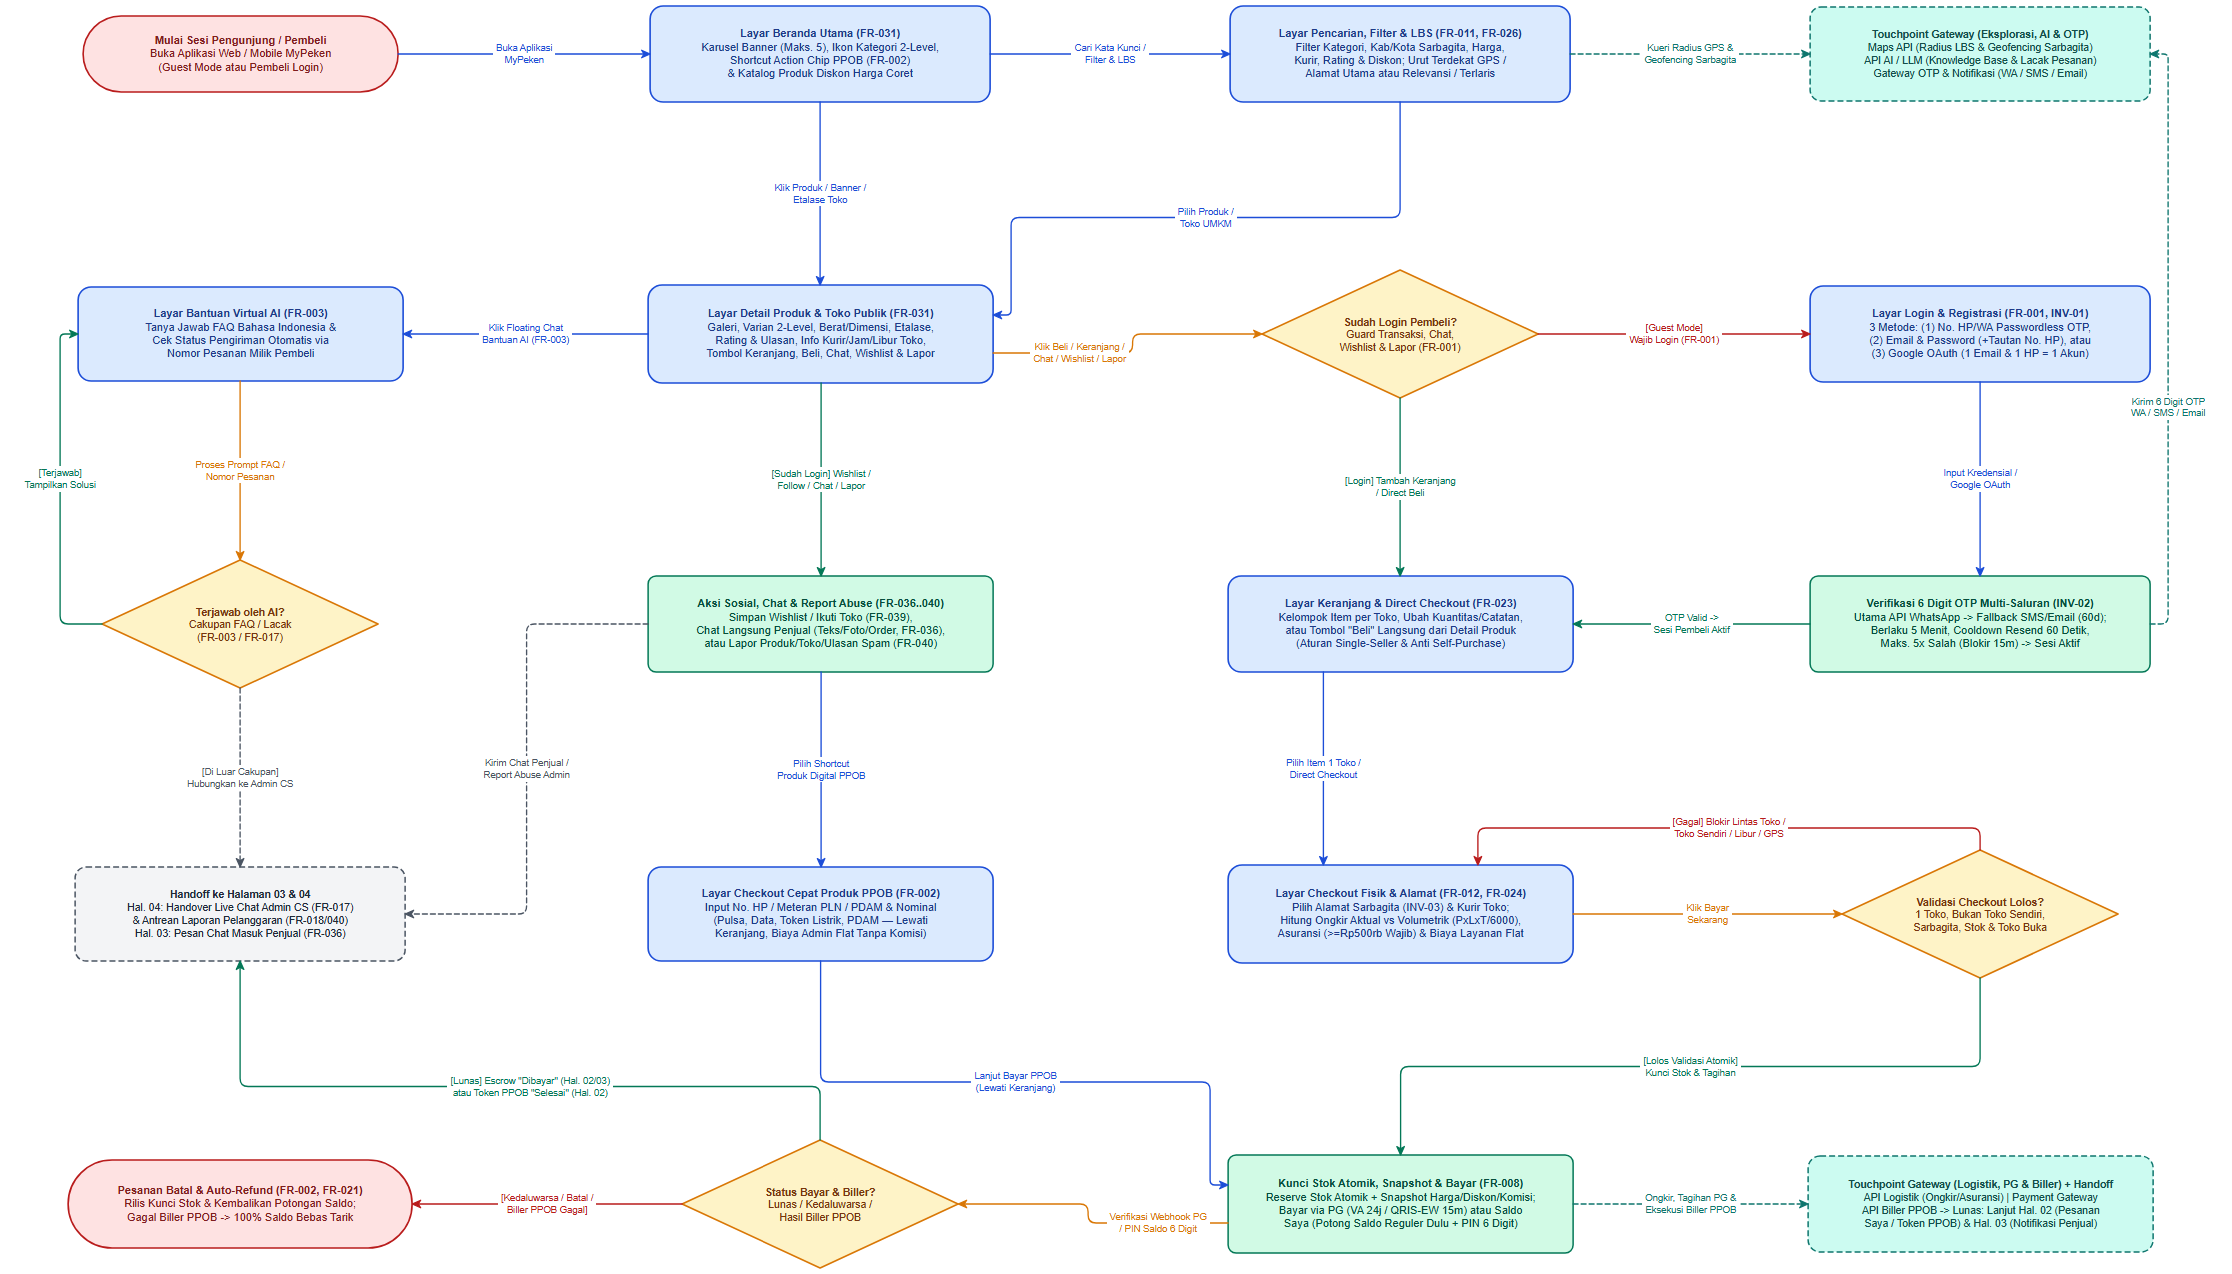 Mulai Sesi Pengunjung / Pembeli
Buka Aplikasi Web / Mobile MyPeken
(Guest Mode atau Pembeli Login)
Buka Aplikasi
MyPeken
Layar Beranda Utama (FR-031)
Karusel Banner (Maks. 5), Ikon Kategori 2-Level,
Shortcut Action Chip PPOB (FR-002)
& Katalog Produk Diskon Harga Coret
Cari Kata Kunci /
Filter & LBS
Layar Pencarian, Filter & LBS (FR-011, FR-026)
Filter Kategori, Kab/Kota Sarbagita, Harga,
Kurir, Rating & Diskon; Urut Terdekat GPS /
Alamat Utama atau Relevansi / Terlaris
Kueri Radius GPS &
Geofencing Sarbagita
Touchpoint Gateway (Eksplorasi, AI & OTP)
Maps API (Radius LBS & Geofencing Sarbagita)
API AI / LLM (Knowledge Base & Lacak Pesanan)
Gateway OTP & Notifikasi (WA / SMS / Email)
Klik Produk / Banner /
Etalase Toko
Pilih Produk /
Toko UMKM
Layar Bantuan Virtual AI (FR-003)
Tanya Jawab FAQ Bahasa Indonesia &
Cek Status Pengiriman Otomatis via
Nomor Pesanan Milik Pembeli
Klik Floating Chat
Bantuan AI (FR-003)
Layar Detail Produk & Toko Publik (FR-031)
Galeri, Varian 2-Level, Berat/Dimensi, Etalase,
Rating & Ulasan, Info Kurir/Jam/Libur Toko,
Tombol Keranjang, Beli, Chat, Wishlist & Lapor
Klik Beli / Keranjang /
Chat / Wishlist / Lapor
Sudah Login Pembeli?
Guard Transaksi, Chat,
Wishlist & Lapor (FR-001)
[Guest Mode]
Wajib Login (FR-001)
Layar Login & Registrasi (FR-001, INV-01)
3 Metode: (1) No. HP/WA Passwordless OTP,
(2) Email & Password (+Tautan No. HP), atau
(3) Google OAuth (1 Email & 1 HP = 1 Akun)
Kirim 6 Digit OTP
WA / SMS / Email
[Terjawab]
Tampilkan Solusi
Proses Prompt FAQ /
Nomor Pesanan
[Sudah Login] Wishlist /
Follow / Chat / Lapor
[Login] Tambah Keranjang
/ Direct Beli
Input Kredensial /
Google OAuth
Terjawab oleh AI?
Cakupan FAQ / Lacak
(FR-003 / FR-017)
Aksi Sosial, Chat & Report Abuse (FR-036..040)
Simpan Wishlist / Ikuti Toko (FR-039),
Chat Langsung Penjual (Teks/Foto/Order, FR-036),
atau Lapor Produk/Toko/Ulasan Spam (FR-040)
Layar Keranjang & Direct Checkout (FR-023)
Kelompok Item per Toko, Ubah Kuantitas/Catatan,
atau Tombol "Beli" Langsung dari Detail Produk
(Aturan Single-Seller & Anti Self-Purchase)
OTP Valid ->
Sesi Pembeli Aktif
Verifikasi 6 Digit OTP Multi-Saluran (INV-02)
Utama API WhatsApp -> Fallback SMS/Email (60d);
Berlaku 5 Menit, Cooldown Resend 60 Detik,
Maks. 5x Salah (Blokir 15m) -> Sesi Aktif
[Di Luar Cakupan]
Hubungkan ke Admin CS
Kirim Chat Penjual /
Report Abuse Admin
Pilih Shortcut
Produk Digital PPOB
Pilih Item 1 Toko /
Direct Checkout
[Gagal] Blokir Lintas Toko /
Toko Sendiri / Libur / GPS
Handoff ke Halaman 03 & 04
Hal. 04: Handover Live Chat Admin CS (FR-017)
& Antrean Laporan Pelanggaran (FR-018/040)
Hal. 03: Pesan Chat Masuk Penjual (FR-036)
Layar Checkout Cepat Produk PPOB (FR-002)
Input No. HP / Meteran PLN / PDAM & Nominal
(Pulsa, Data, Token Listrik, PDAM — Lewati
Keranjang, Biaya Admin Flat Tanpa Komisi)
Layar Checkout Fisik & Alamat (FR-012, FR-024)
Pilih Alamat Sarbagita (INV-03) & Kurir Toko;
Hitung Ongkir Aktual vs Volumetrik (PxLxT/6000),
Asuransi (>=Rp500rb Wajib) & Biaya Layanan Flat
Klik Bayar
Sekarang
Validasi Checkout Lolos?
1 Toko, Bukan Toko Sendiri,
Sarbagita, Stok & Toko Buka
[Lunas] Escrow "Dibayar" (Hal. 02/03)
atau Token PPOB "Selesai" (Hal. 02)
Lanjut Bayar PPOB
(Lewati Keranjang)
[Lolos Validasi Atomik]
Kunci Stok & Tagihan
Pesanan Batal & Auto-Refund (FR-002, FR-021)
Rilis Kunci Stok & Kembalikan Potongan Saldo;
Gagal Biller PPOB -> 100% Saldo Bebas Tarik
[Kedaluwarsa / Batal /
Biller PPOB Gagal]
Status Bayar & Biller?
Lunas / Kedaluwarsa /
Hasil Biller PPOB
Verifikasi Webhook PG
/ PIN Saldo 6 Digit
Kunci Stok Atomik, Snapshot & Bayar (FR-008)
Reserve Stok Atomik + Snapshot Harga/Diskon/Komisi;
Bayar via PG (VA 24j / QRIS-EW 15m) atau Saldo
Saya (Potong Saldo Reguler Dulu + PIN 6 Digit)
Ongkir, Tagihan PG &
Eksekusi Biller PPOB
Touchpoint Gateway (Logistik, PG & Biller) + Handoff
API Logistik (Ongkir/Asuransi) | Payment Gateway
API Biller PPOB -> Lunas: Lanjut Hal. 02 (Pesanan
Saya / Token PPOB) & Hal. 03 (Notifikasi Penjual)